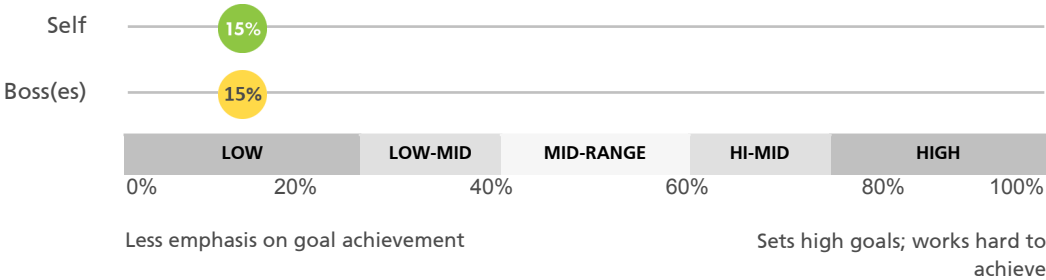 Self
15%
Boss(es)
15%
LOW LOW-MID MID-RANGE HI-MID HIGH
0% 20% 40% 60% 80% 100%
Less emphasis on goal achievement
Sets high goals; works hard to
achieve